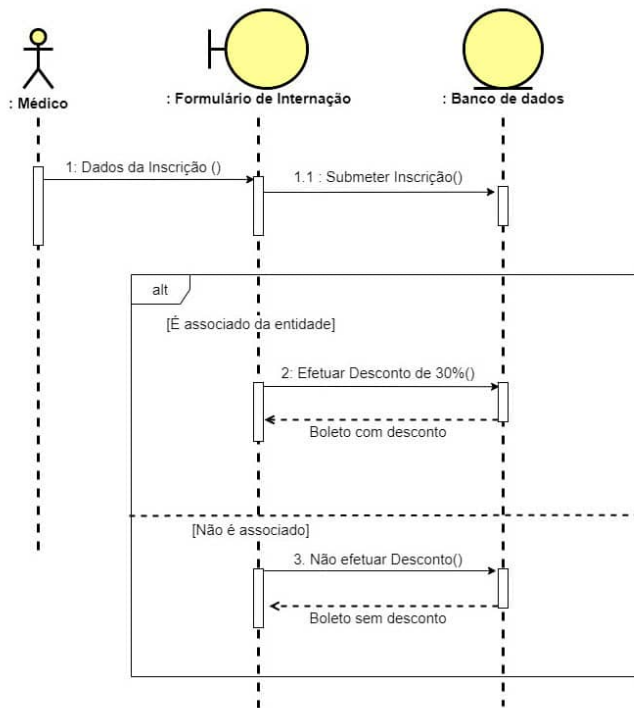 : Médico
: Formulário de Internação
: Banco de dados
1: Dados da Inscrição ()
1.1 : Submeter Inscrição()
alt
[É associado da entidade]
2: Efetuar Desconto de 30%()
Boleto com desconto
[Não é associado]
3. Não efetuar Desconto()
Boleto sem desconto